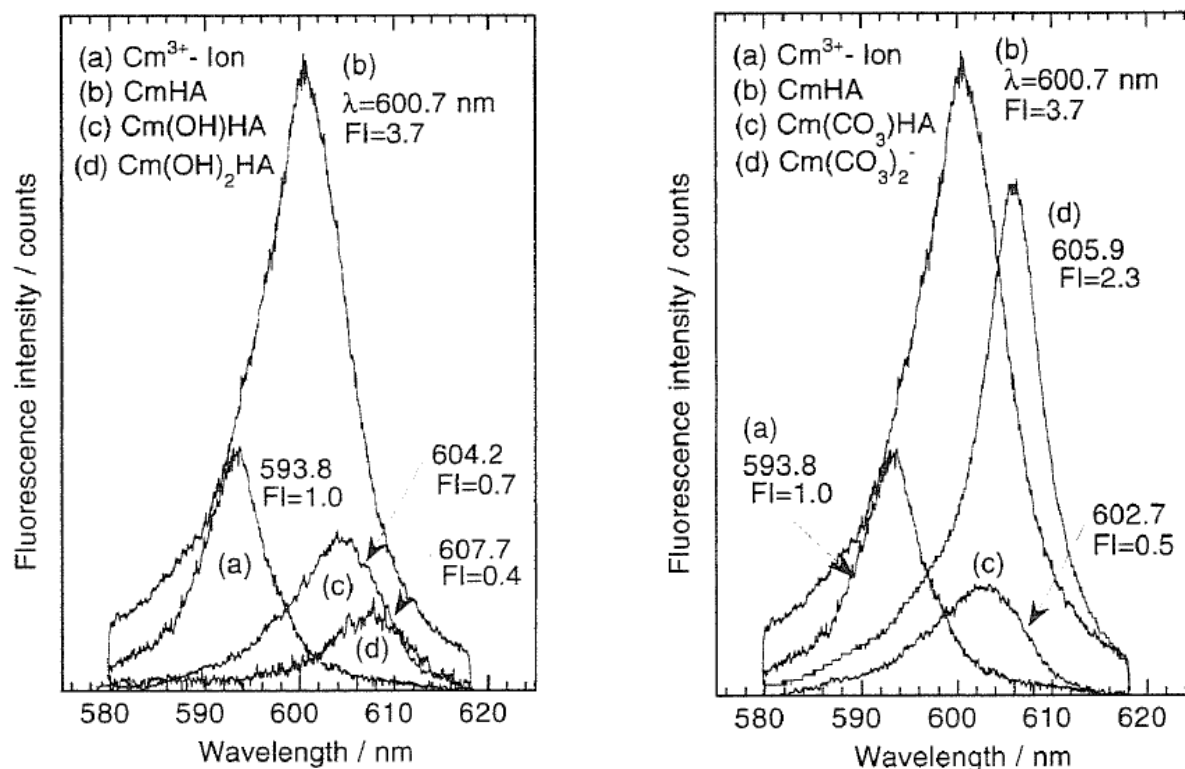 (a) Cm³⁺- Ion
(b) CmHA
(c) Cm(OH)HA
(d) Cm(OH)₂HA
(b)
λ=600.7 nm
FI=3.7
593.8
FI=1.0
604.2
FI=0.7
607.7
FI=0.4
(a)
(c)
(d)
Fluorescence intensity / counts
580 590 600 610 620
Wavelength / nm
(a) Cm³⁺- Ion
(b) CmHA
(c) Cm(CO₃)HA
(d) Cm(CO₃)₂⁻
(b)
λ=600.7 nm
FI=3.7
(d)
605.9
FI=2.3
(a)
593.8
FI=1.0
602.7
FI=0.5
(c)
Fluorescence intensity / counts
580 590 600 610 620
Wavelength / nm